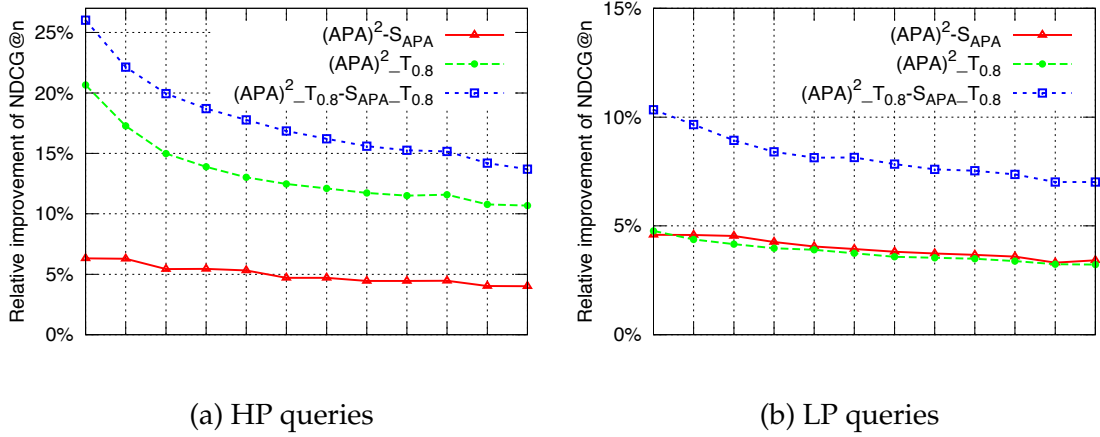 Relative improvement of NDCG@n
25%
20%
15%
10%
5%
0%
(APA)²-S_APA
(APA)²_T_0.8
(APA)²_T_0.8-S_APA_T_0.8
(a) HP queries
Relative improvement of NDCG@n
15%
10%
5%
0%
(APA)²-S_APA
(APA)²_T_0.8
(APA)²_T_0.8-S_APA_T_0.8
(b) LP queries